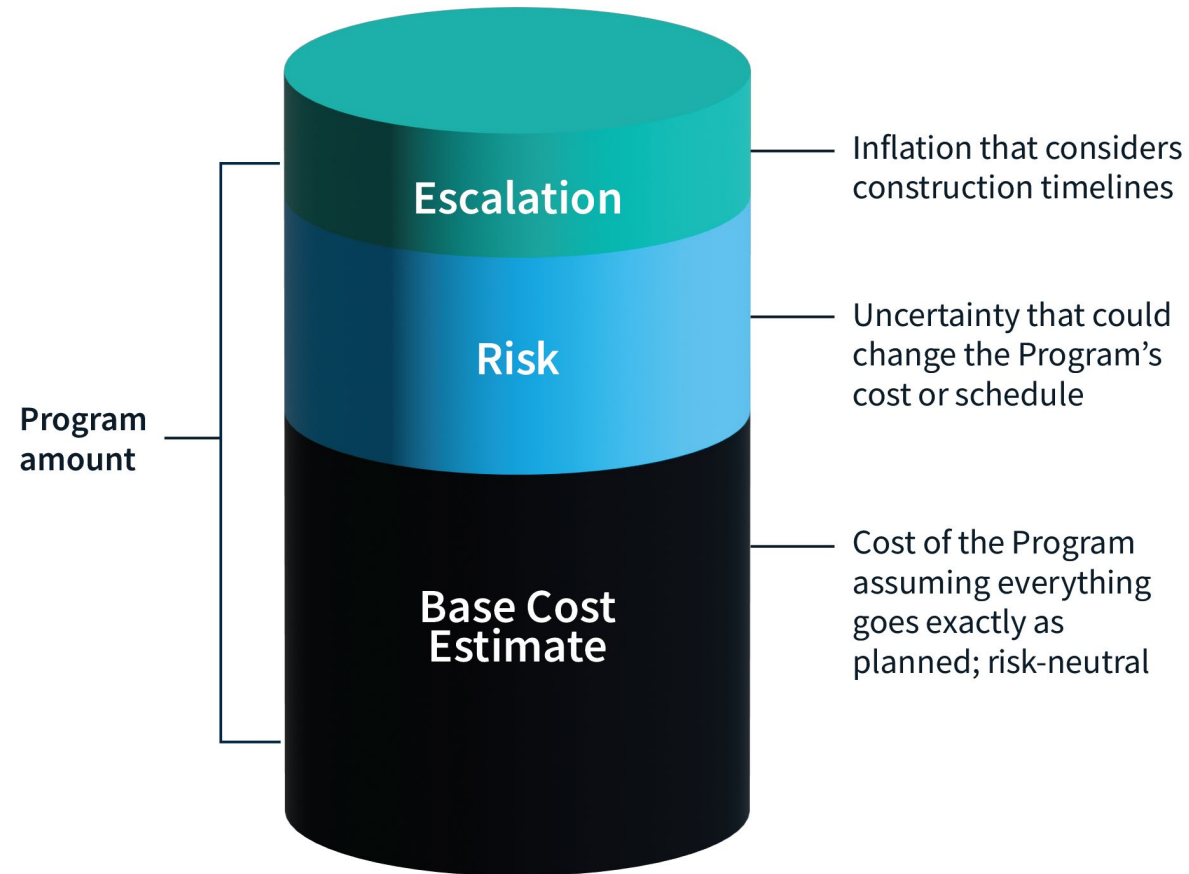 Program
amount
Escalation
Risk
Base Cost
Estimate
Inflation that considers
construction timelines
Uncertainty that could
change the Program’s
cost or schedule
Cost of the Program
assuming everything
goes exactly as
planned; risk-neutral